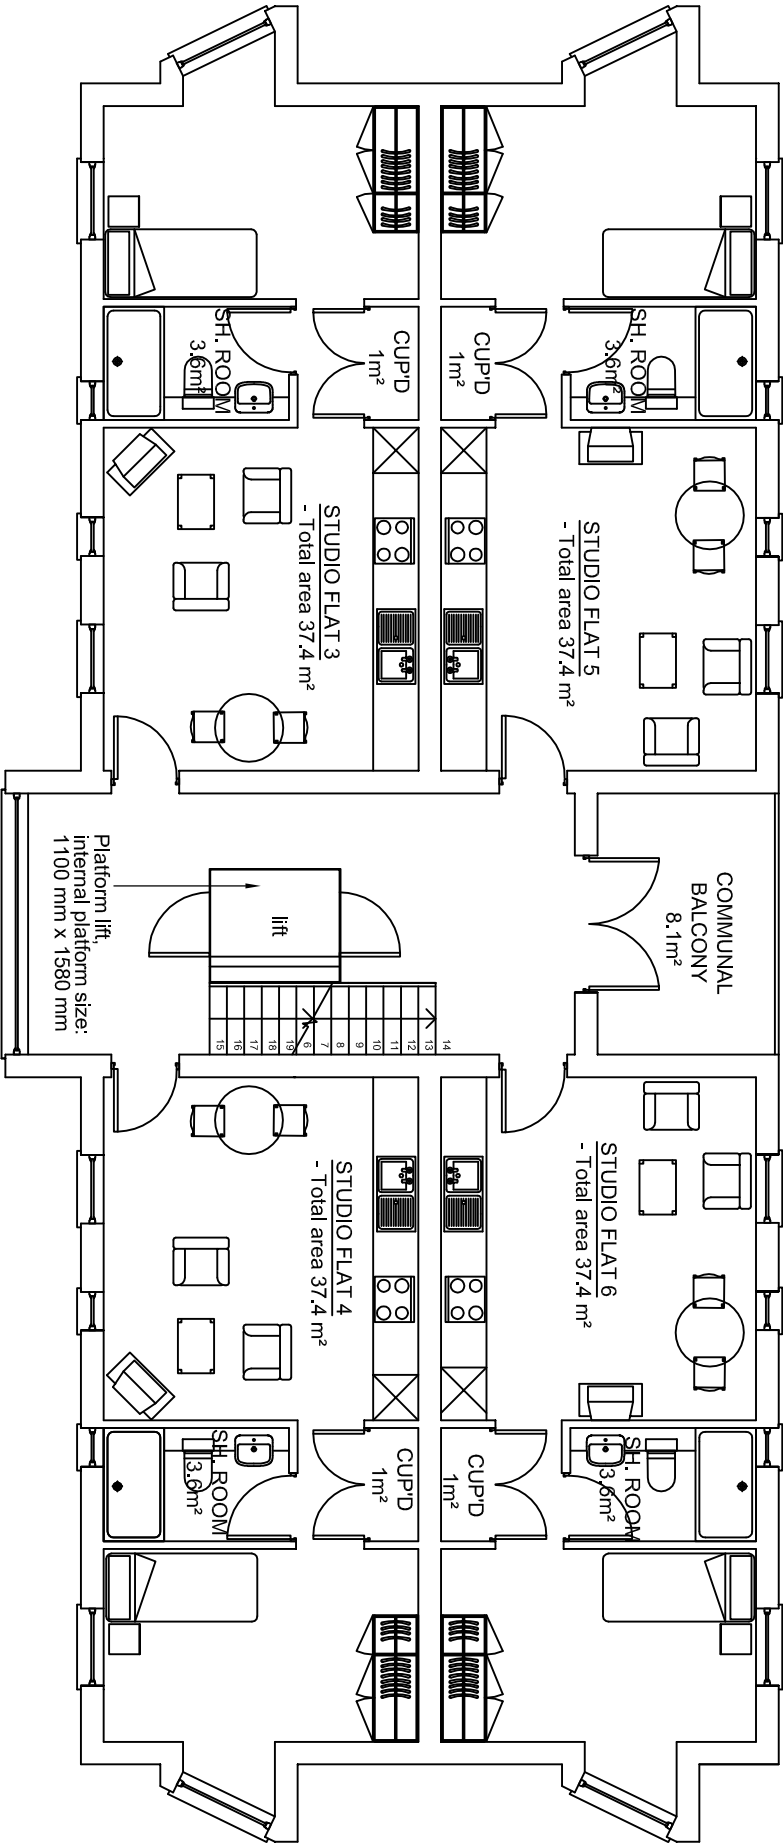 COMMUNAL
BALCONY
8.1m²
SH. ROOM
3.6m²
STUDIO FLAT 5
- Total area 37.4 m²
STUDIO FLAT 6
- Total area 37.4 m²
SH. ROOM
3.6m²
CUP'D
1m²
CUP'D
1m²
CUP'D
1m²
CUP'D
1m²
STUDIO FLAT 3
- Total area 37.4 m²
STUDIO FLAT 4
- Total area 37.4 m²
14
13
12
11
10
9
8
7
6
19
18
17
16
15
lift
SH. ROOM
3.6m²
SH. ROOM
3.6m²
Platform lift,
internal platform size:
1100 mm x 1580 mm